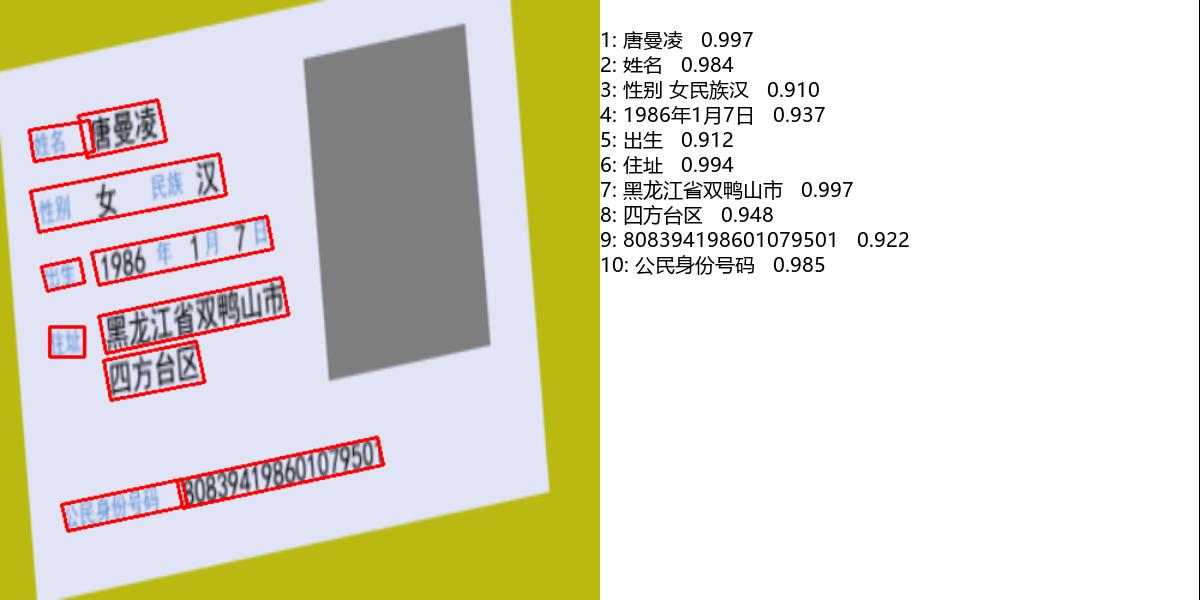 姓名 唐曼凌
性别 女 民族 汉
出生 1986 年 1 月 7 日
住址 黑龙江省双鸭山市
四方台区
公民身份号码 808394198601079501
1: 唐曼凌 0.997
2: 姓名 0.984
3: 性别 女民族汉 0.910
4: 1986年1月7日 0.937
5: 出生 0.912
6: 住址 0.994
7: 黑龙江省双鸭山市 0.997
8: 四方台区 0.948
9: 808394198601079501 0.922
10: 公民身份号码 0.985